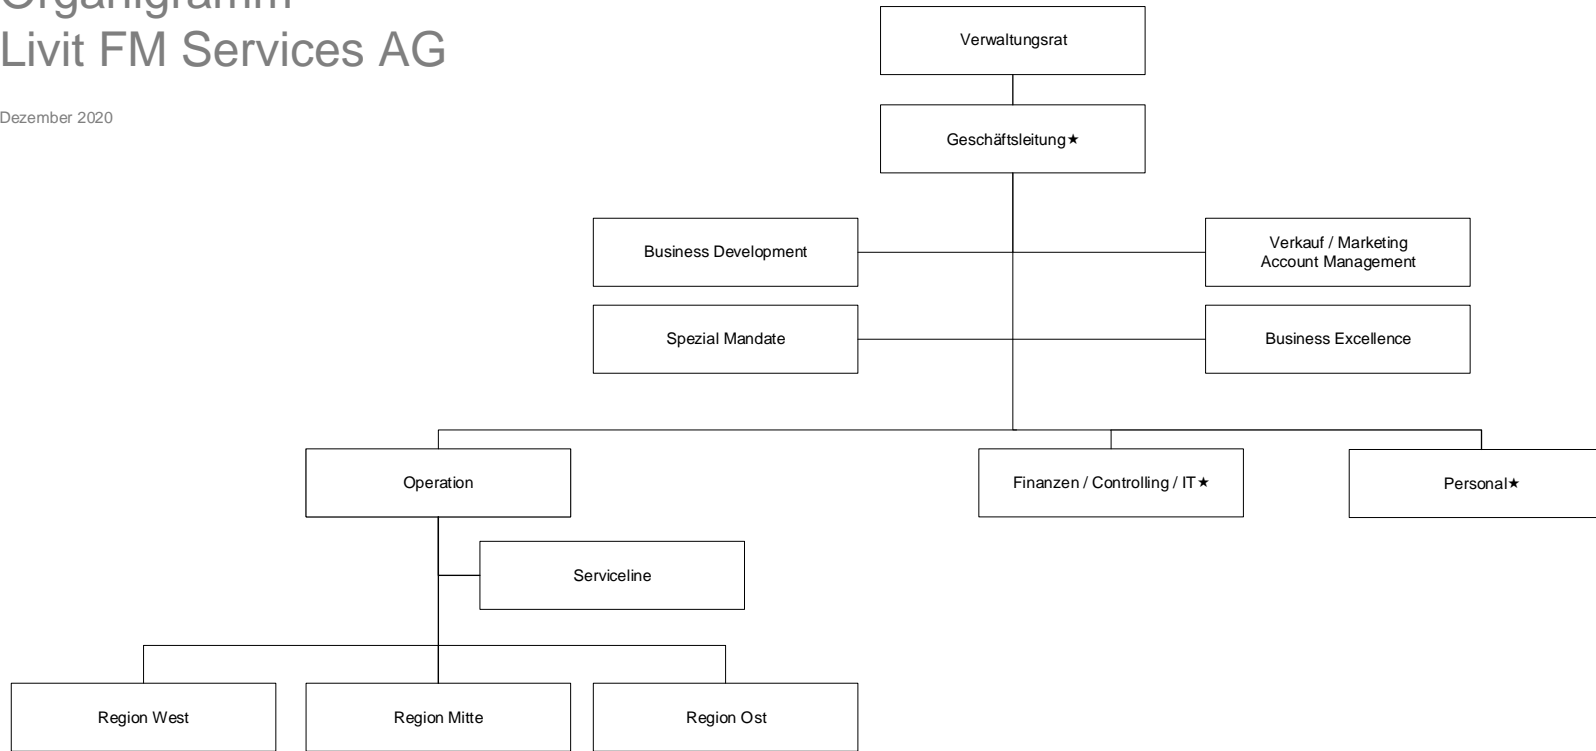 Organigramm
Livit FM Services AG
Dezember 2020
Verwaltungsrat
Geschäftsleitung★
Business Development
Verkauf / Marketing
Account Management
Spezial Mandate
Business Excellence
Operation
Finanzen / Controlling / IT★
Personal★
Serviceline
Region West
Region Mitte
Region Ost